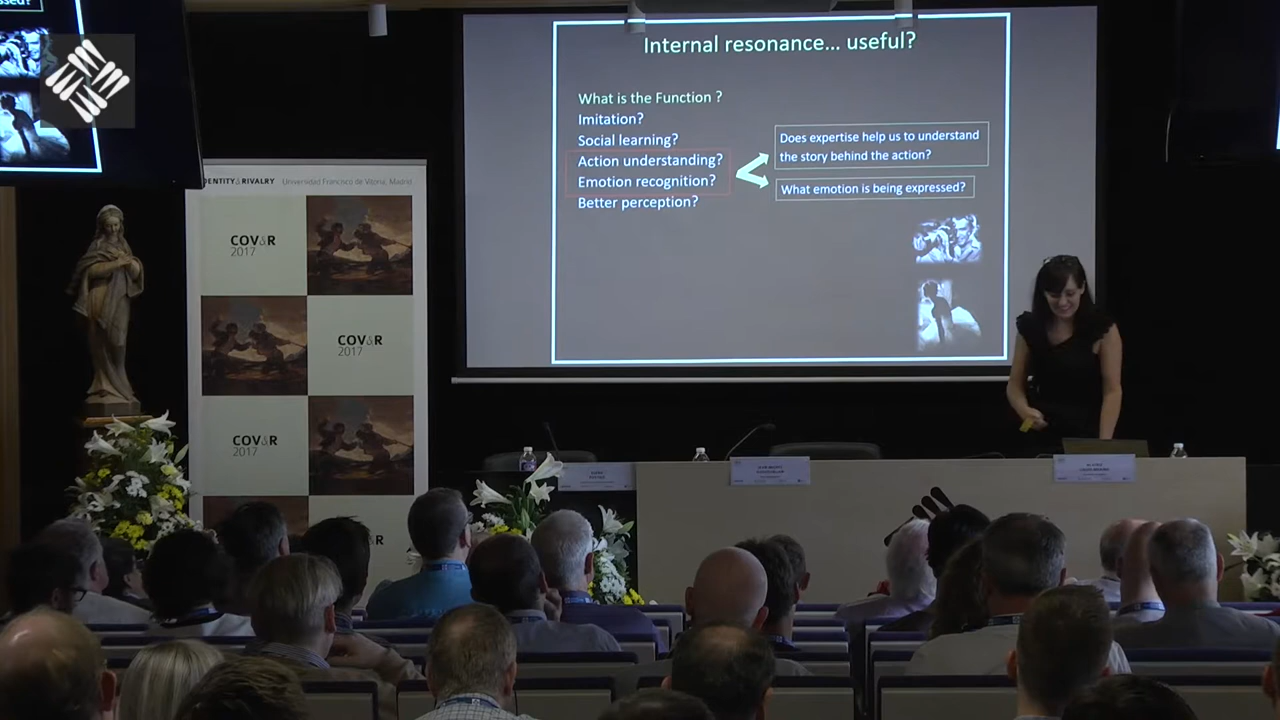 ssed?
Internal resonance... useful?
What is the Function ?
Imitation?
Social learning?
Action understanding?
Emotion recognition?
Better perception?
Does expertise help us to understand
the story behind the action?
What emotion is being expressed?
DENTITY&RIVALRY Universidad Francisco de Vitoria, Madrid
COV&R
2017
COV&R
2017
COV&R
2017
&R